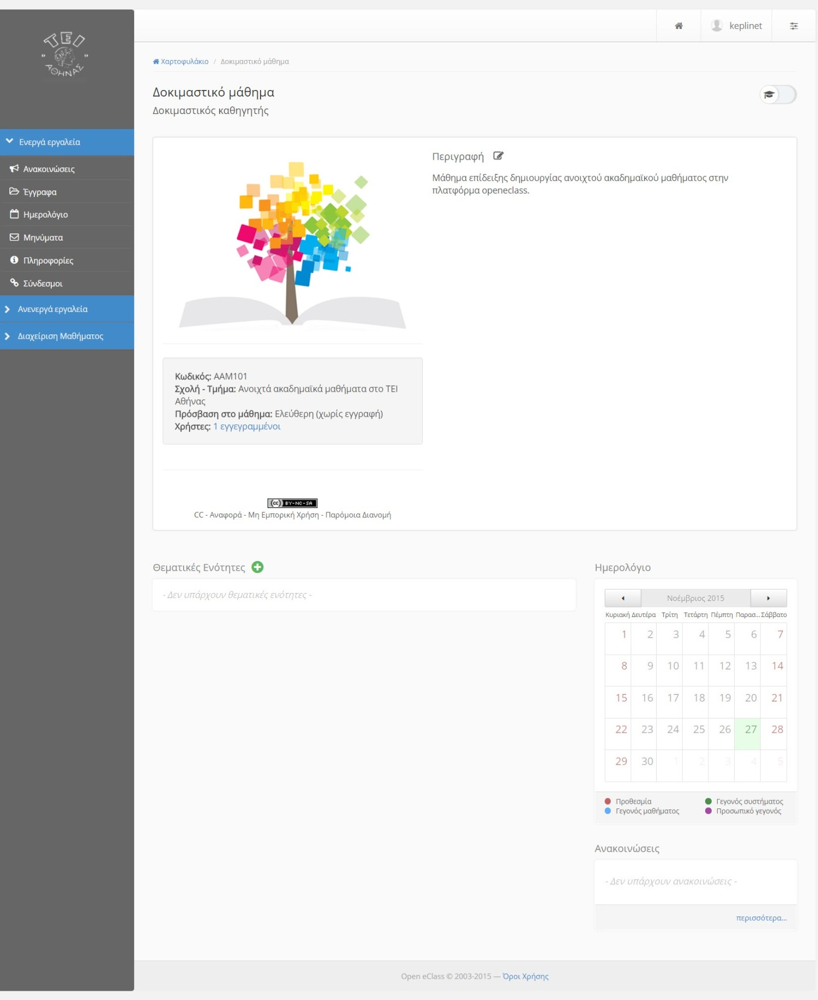 ΤΕΙ
ΑΘΗΝΑΣ
keplinet
Χαρτοφυλάκιο / Δοκιμαστικό μάθημα
Δοκιμαστικό μάθημα
Δοκιμαστικός καθηγητής
Ενεργά εργαλεία
Ανακοινώσεις
Έγγραφα
Ημερολόγιο
Μηνύματα
Πληροφορίες
Σύνδεσμοι
Ανενεργά εργαλεία
Διαχείριση Μαθήματος
Περιγραφή
Μάθημα επίδειξης δημιουργίας ανοιχτού ακαδημαϊκού μαθήματος στην
πλατφόρμα openeclass.
Κωδικός: AAM101
Σχολή - Τμήμα: Ανοιχτά ακαδημαϊκά μαθήματα στο ΤΕΙ
Αθήνας
Πρόσβαση στο μάθημα: Ελεύθερη (χωρίς εγγραφή)
Χρήστες: 1 εγγεγραμμένοι
cc BY-NC-SA
CC - Αναφορά - Μη Εμπορική Χρήση - Παρόμοια Διανομή
Θεματικές Ενότητες
- Δεν υπάρχουν θεματικές ενότητες -
Ημερολόγιο
Νοέμβριος 2015
Κυριακή Δευτέρα Τρίτη Τετάρτη Πέμπτη Παρασ... Σάββατο
1 2 3 4 5 6 7
8 9 10 11 12 13 14
15 16 17 18 19 20 21
22 23 24 25 26 27 28
29 30 1 2 3 4 5
Προθεσμία Γεγονός συστήματος
Γεγονός μαθήματος Προσωπικό γεγονός
Ανακοινώσεις
- Δεν υπάρχουν ανακοινώσεις -
περισσότερα...
Open eClass © 2003-2015 — Όροι Χρήσης